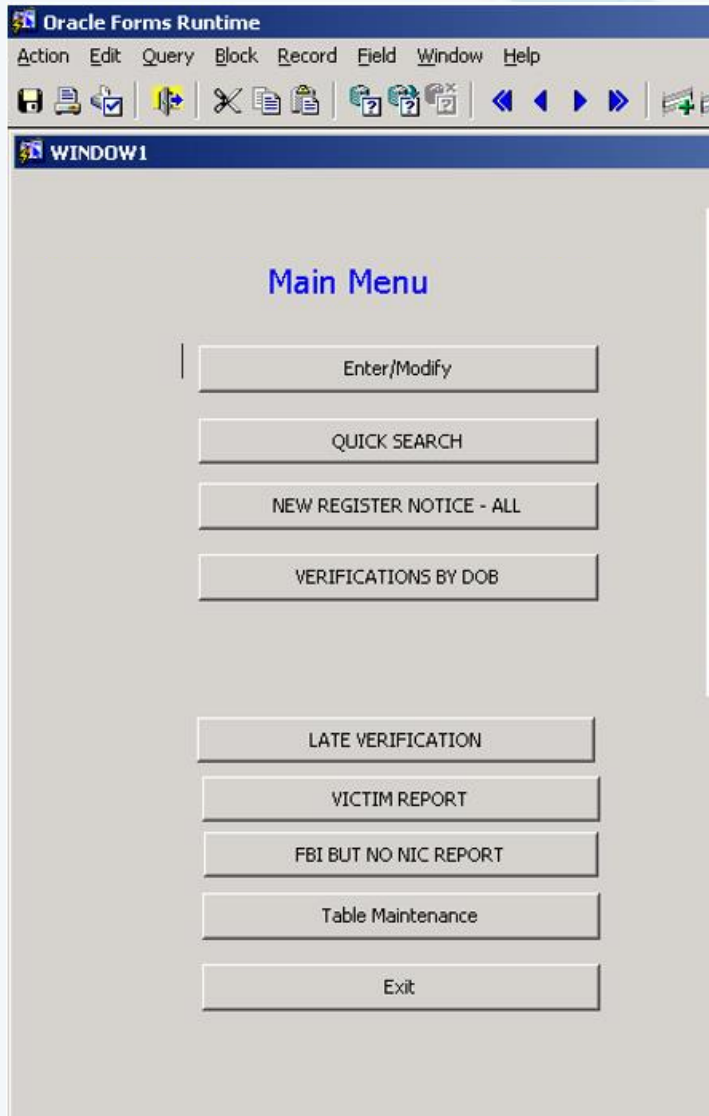 Oracle Forms Runtime
Action Edit Query Block Record Field Window Help
WINDOW1
Main Menu
Enter/Modify
QUICK SEARCH
NEW REGISTER NOTICE - ALL
VERIFICATIONS BY DOB
LATE VERIFICATION
VICTIM REPORT
FBI BUT NO NIC REPORT
Table Maintenance
Exit